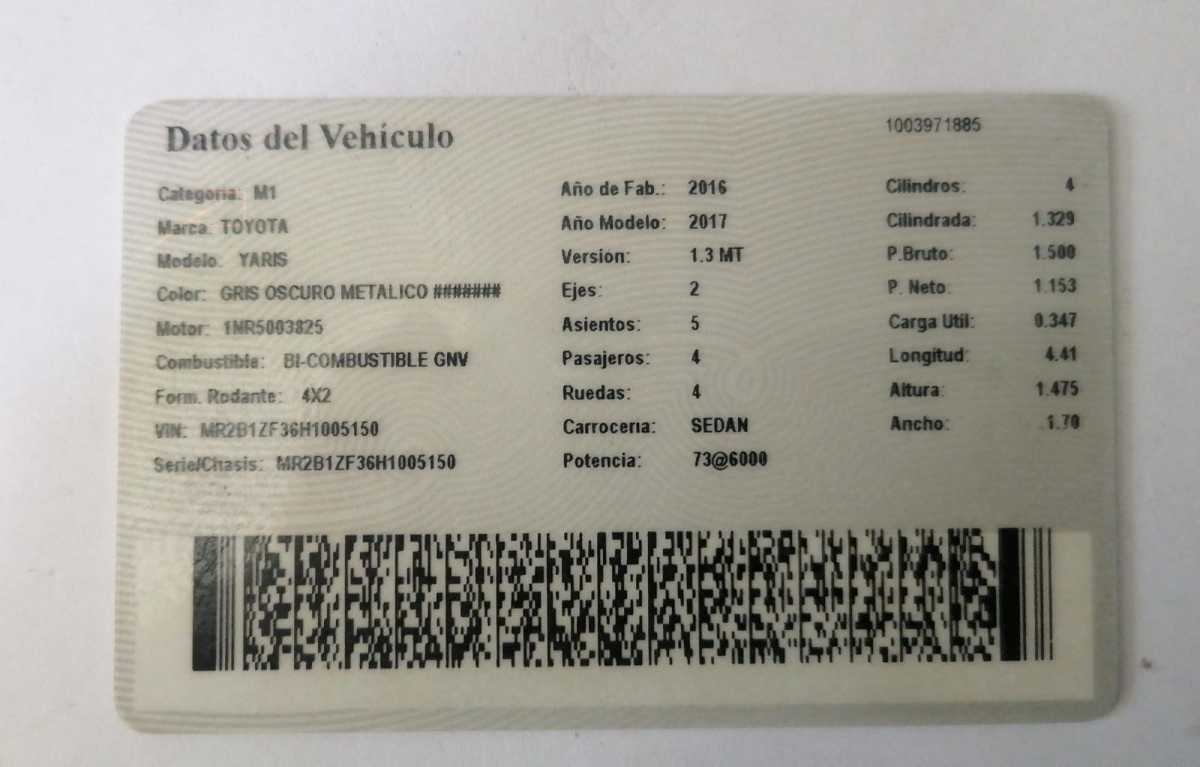 Datos del Vehículo
1003971885
Categoria: M1
Marca. TOYOTA
Modelo. YARIS
Color: GRIS OSCURO METALICO #######
Motor: 1NR5003825
Combustible: BI-COMBUSTIBLE GNV
Form. Rodante: 4X2
VIN: MR2B1ZF36H1005150
Serie/Chasis: MR2B1ZF36H1005150
Año de Fab.: 2016
Año Modelo: 2017
Version: 1.3 MT
Ejes: 2
Asientos: 5
Pasajeros: 4
Ruedas: 4
Carroceria: SEDAN
Potencia: 73@6000
Cilindros: 4
Cilindrada: 1.329
P.Bruto: 1.500
P. Neto: 1.153
Carga Util: 0.347
Longitud: 4.41
Altura: 1.475
Ancho: 1.70